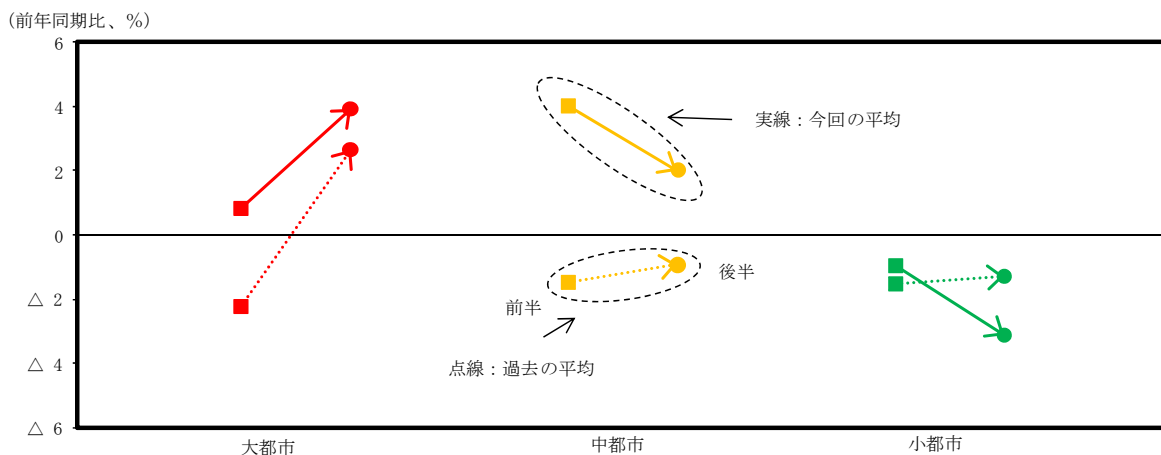 (前年同期比、%)
6
4
2
0
△ 2
△ 4
△ 6
実線：今回の平均
後半
前半
点線：過去の平均
大都市
中都市
小都市